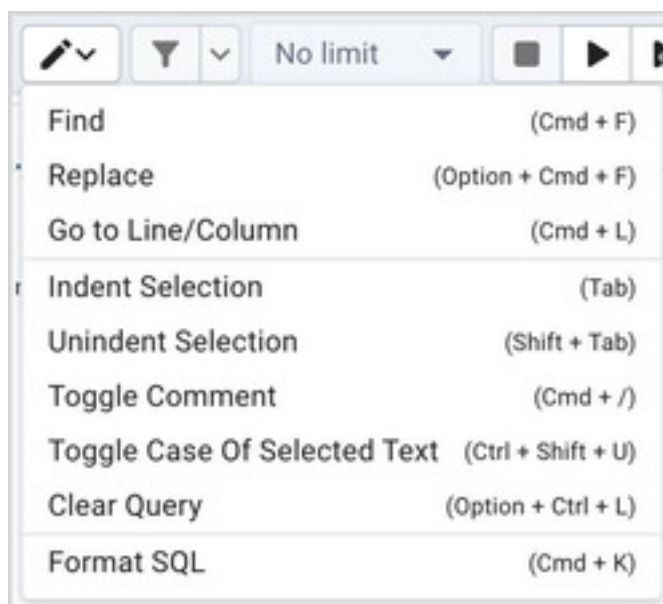 No limit
Find (Cmd + F)
Replace (Option + Cmd + F)
Go to Line/Column (Cmd + L)
Indent Selection (Tab)
Unindent Selection (Shift + Tab)
Toggle Comment (Cmd + /)
Toggle Case Of Selected Text (Ctrl + Shift + U)
Clear Query (Option + Ctrl + L)
Format SQL (Cmd + K)